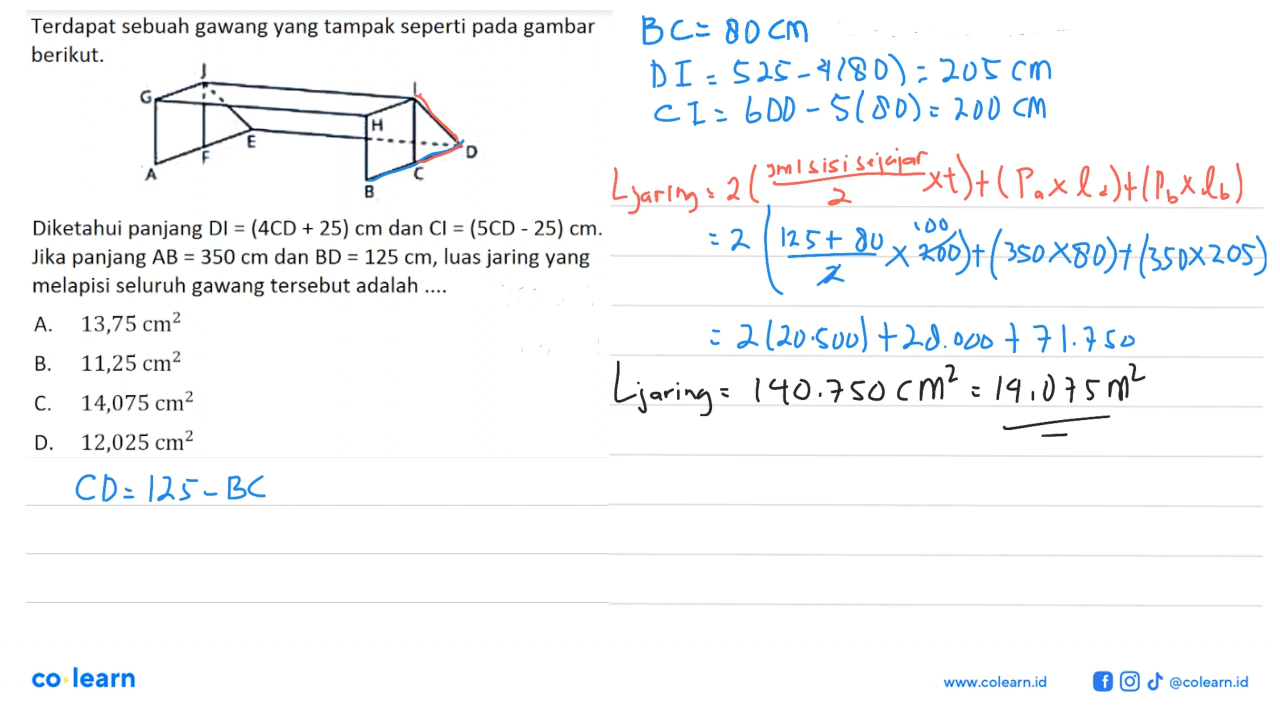 Terdapat sebuah gawang yang tampak seperti pada gambar
berikut.
J
G
I
H
E
D
F
A
C
B
Diketahui panjang DI = (4CD + 25) cm dan CI = (5CD - 25) cm.
Jika panjang AB = 350 cm dan BD = 125 cm, luas jaring yang
melapisi seluruh gawang tersebut adalah ....
A. 13,75 cm²
B. 11,25 cm²
C. 14,075 cm²
D. 12,025 cm²
CD = 125 - BC
BC = 80 cm
DI = 525 - 4(80) = 205 cm
CI = 600 - 5(80) = 200 cm
Ljaring = 2(jml sisi sejajar/2 x t) + (Pa x la) + (Pb x lb)
= 2(125 + 80/2 x 200 100) + (350 x 80) + (350 x 205)
= 2(20.500) + 28.000 + 71.750
Ljaring = 140.750 cm² = 14,075 m²
co learn
www.colearn.id
@colearn.id